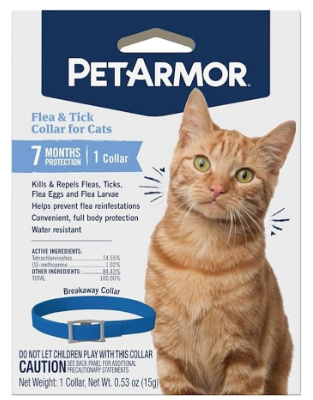 PETARMOR®
Flea & Tick
Collar for Cats
7 MONTHS PROTECTION | 1 Collar
Kills & Repels Fleas, Ticks,
Flea Eggs and Flea Larvae
Helps prevent flea reinfestations
Convenient, full body protection
Water resistant
ACTIVE INGREDIENTS:
Tetrachlorvinphos 14.55%
(S)-methoprene 1.02%
OTHER INGREDIENTS: 84.43%
TOTAL 100.00%
Breakaway Collar
DO NOT LET CHILDREN PLAY WITH THIS COLLAR
CAUTION SEE BACK PANEL FOR ADDITIONAL PRECAUTIONARY STATEMENTS
Net Weight: 1 Collar, Net Wt. 0.53 oz (15g)